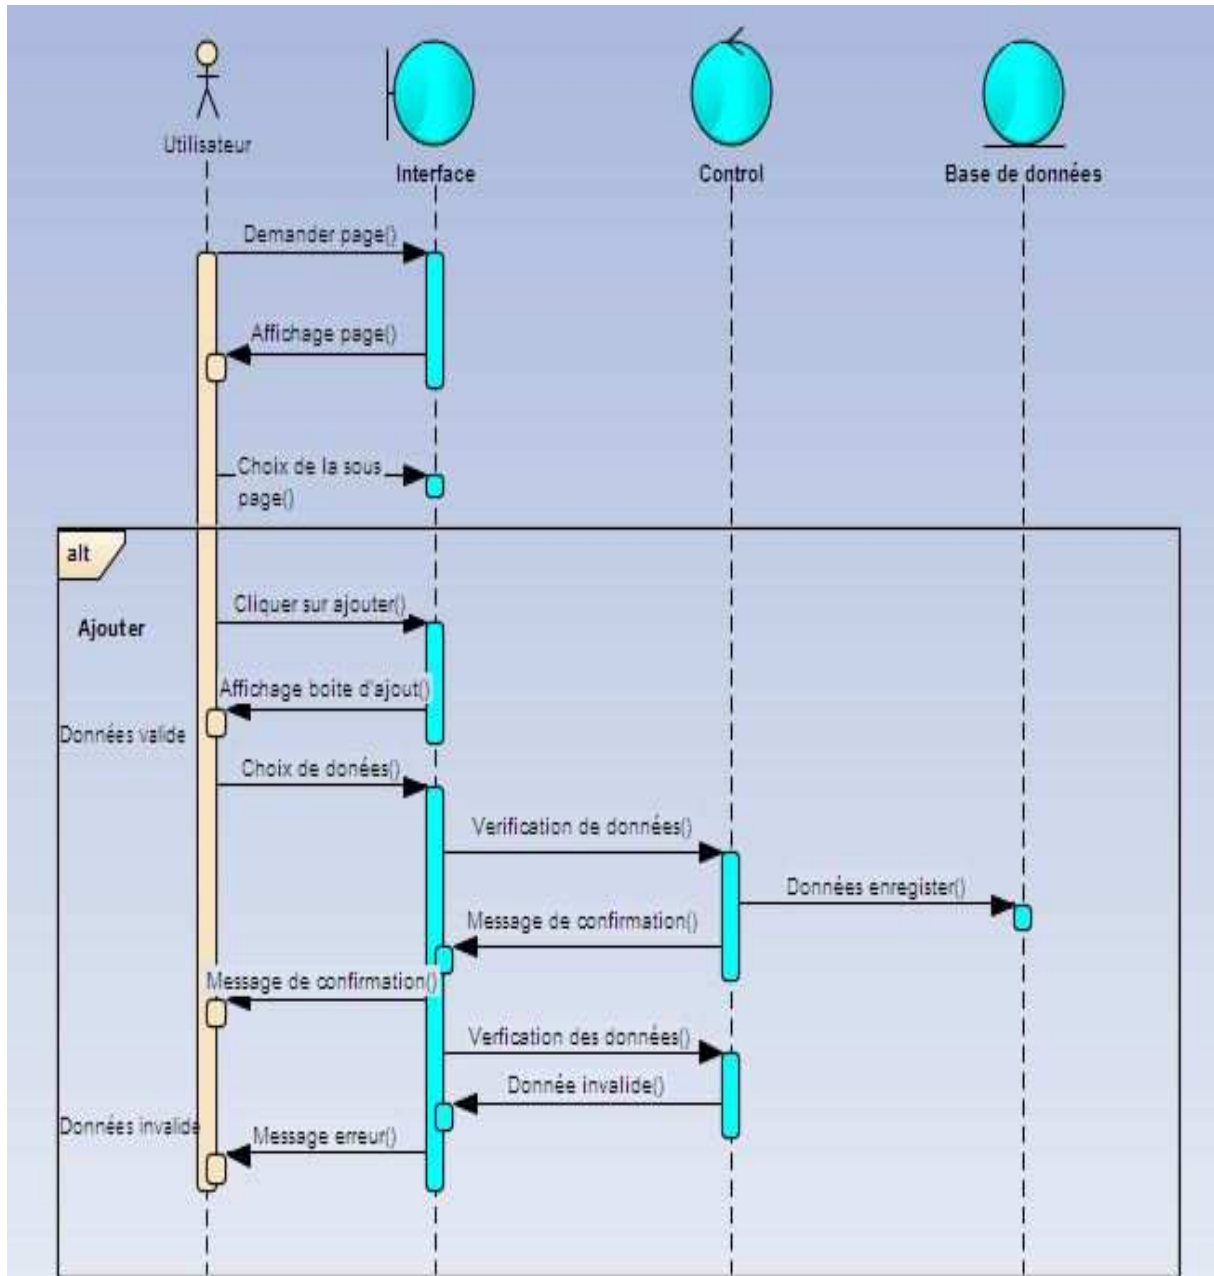 Utilisateur
Interface
Control
Base de données
Demander page()
Affichage page()
Choix de la sous
page()
alt
Cliquer sur ajouter()
Ajouter
Affichage boite d'ajout()
Données valide
Choix de donées()
Verification de données()
Données enregister()
Message de confirmation()
Message de confirmation()
Verfication des données()
Donnée invalide()
Données invalide
Message erreur()